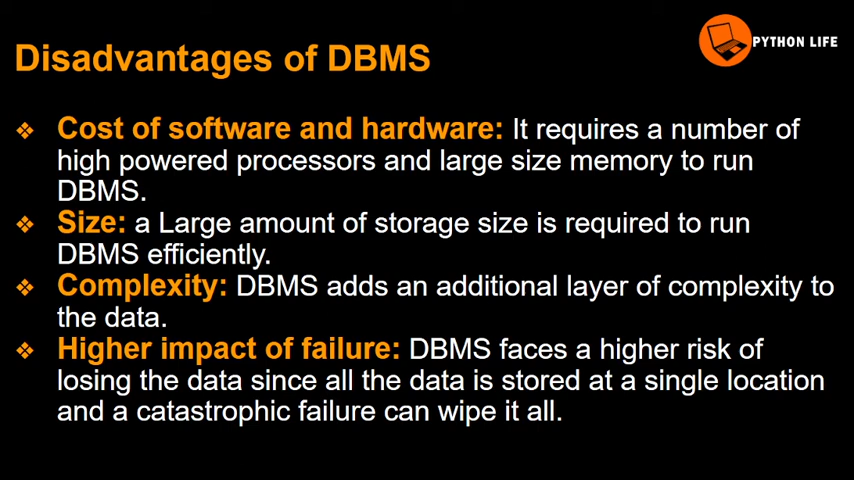 Disadvantages of DBMS
PYTHON LIFE
❖ Cost of software and hardware: It requires a number of
high powered processors and large size memory to run
DBMS.
❖ Size: a Large amount of storage size is required to run
DBMS efficiently.
❖ Complexity: DBMS adds an additional layer of complexity to
the data.
❖ Higher impact of failure: DBMS faces a higher risk of
losing the data since all the data is stored at a single location
and a catastrophic failure can wipe it all.